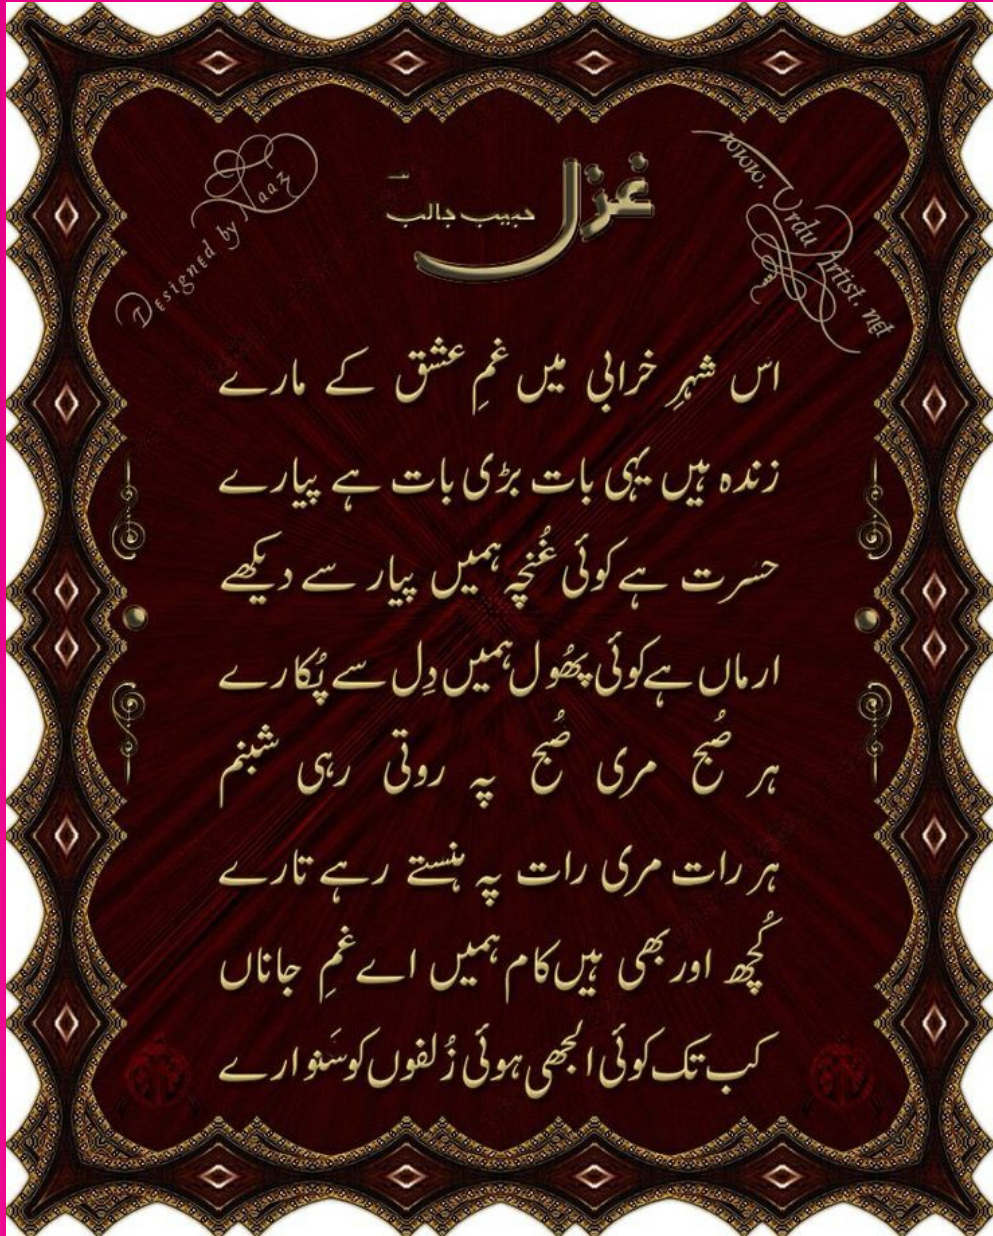 غزل
حبیب جالب
Designed by Naaz
www.UrduArtist.net
اس شہرِ خرابی میں غمِ عشق کے مارے
زندہ ہیں یہی بات بڑی بات ہے پیارے
حسرت ہے کوئی غُنچہ ہمیں پیار سے دیکھے
ارماں ہے کوئی پھُول ہمیں دِل سے پُکارے
ہر صُبح مری صُبح پہ روتی رہی شبنم
ہر رات مری رات پہ ہنستے رہے تارے
کُچھ اور بھی ہیں کام ہمیں اے غمِ جاناں
کب تک کوئی الجھی ہوئی زُلفوں کو سَنوارے